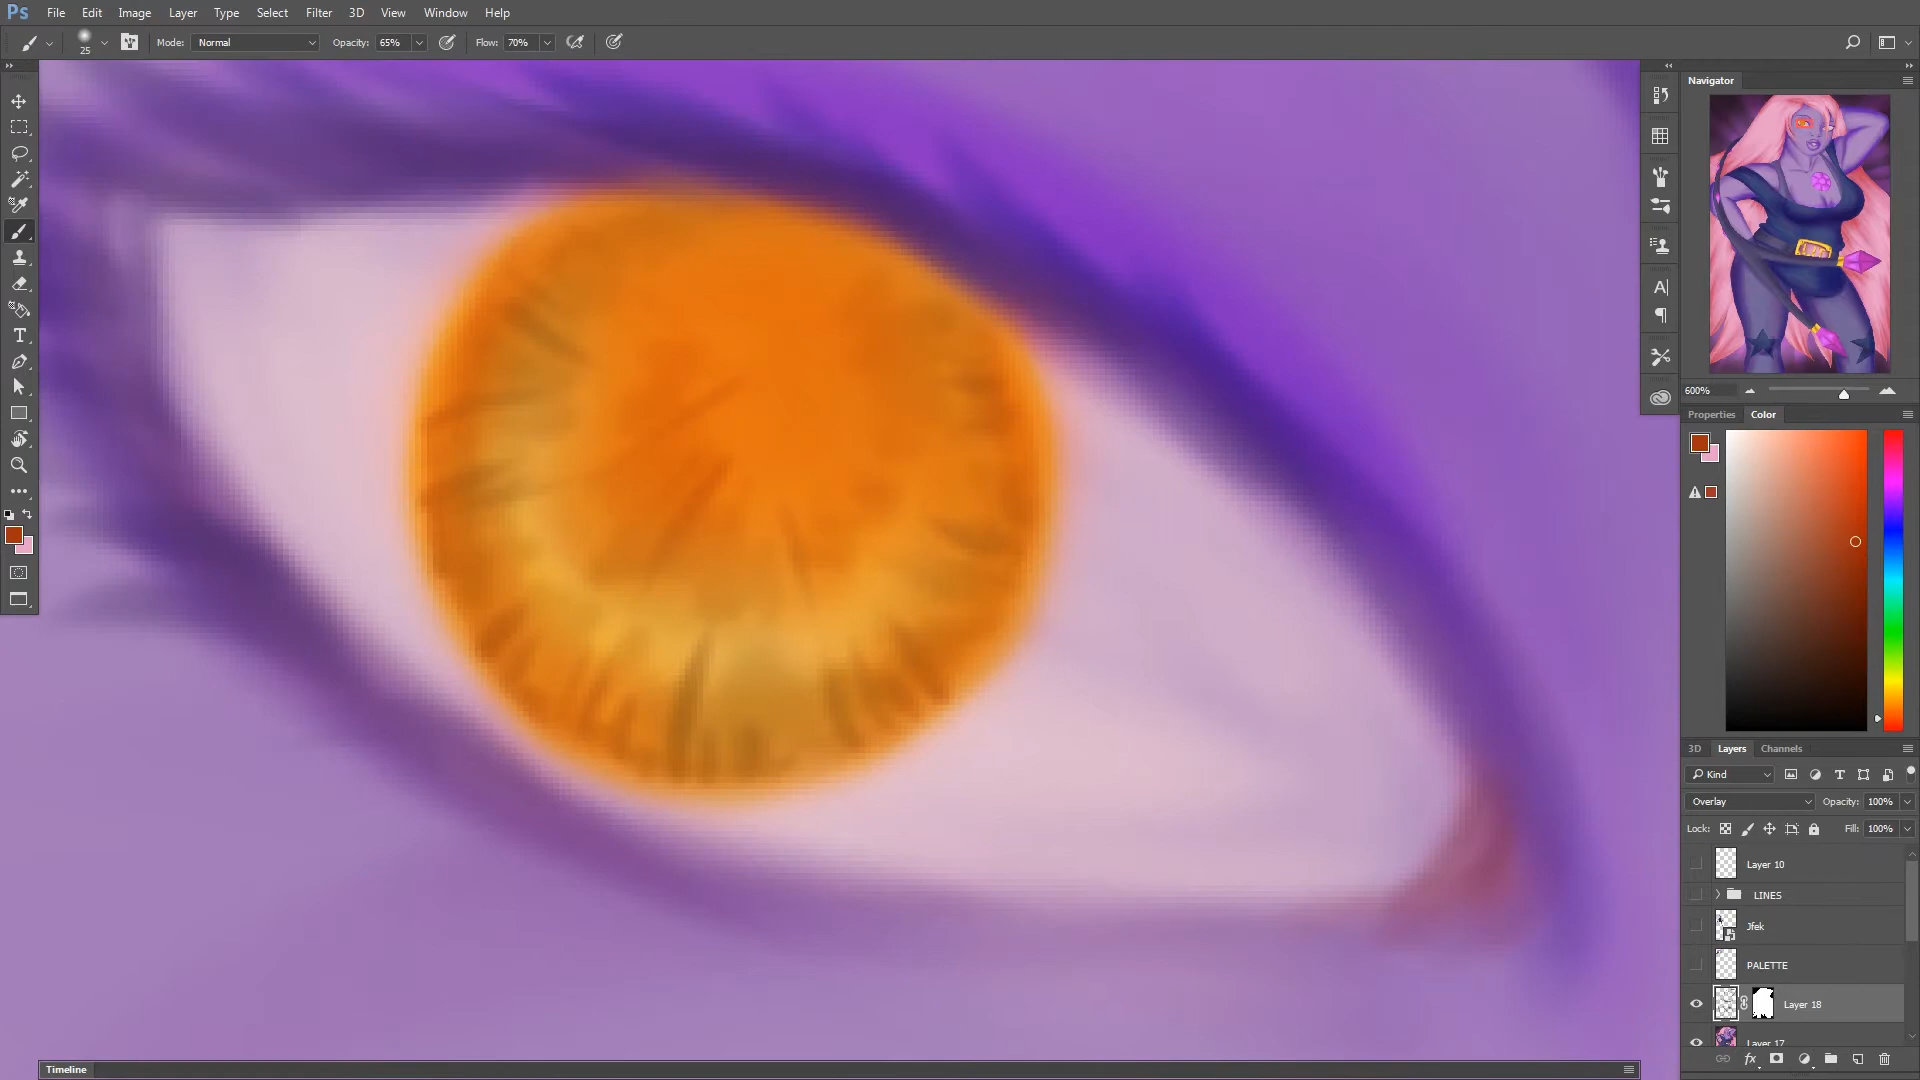 Ps File Edit Image Layer Type Select Filter 3D View Window Help
25 Mode: Normal Opacity: 65% Flow: 70%
Navigator
600%
Properties Color
3D Layers Channels
Kind
Overlay Opacity: 100%
Lock: Fill: 100%
Layer 10
LINES
Jfek
PALETTE
Layer 18
Layer 17
fx
Timeline